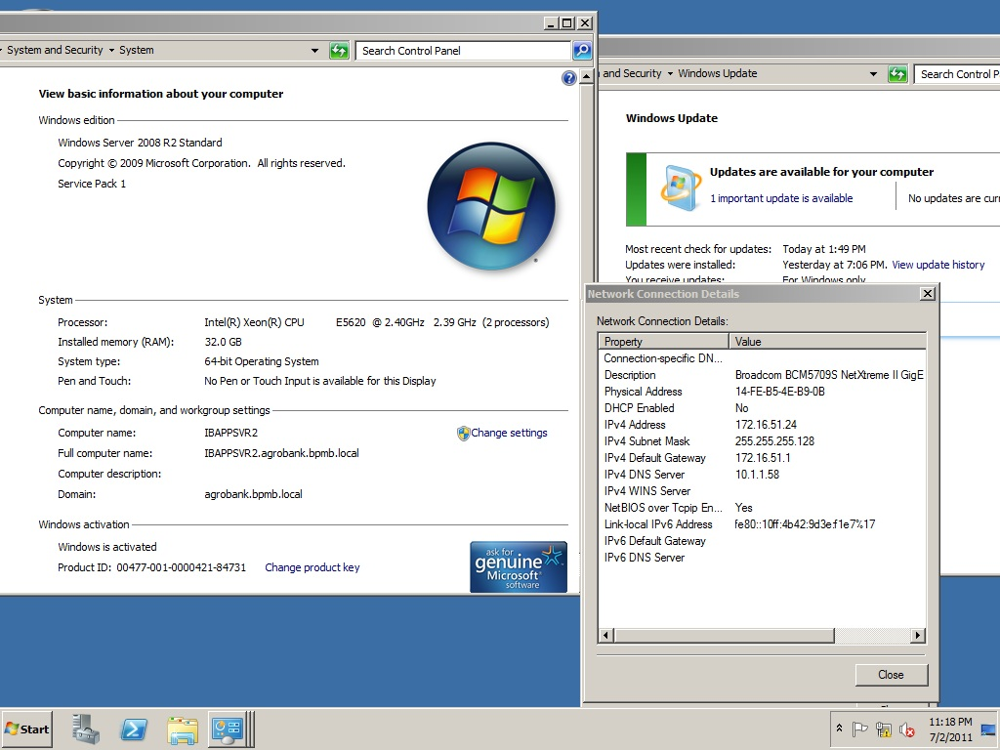 System and Security ▾ System
Search Control Panel
View basic information about your computer
Windows edition
Windows Server 2008 R2 Standard
Copyright © 2009 Microsoft Corporation. All rights reserved.
Service Pack 1
System
Processor: Intel(R) Xeon(R) CPU E5620 @ 2.40GHz 2.39 GHz (2 processors)
Installed memory (RAM): 32.0 GB
System type: 64-bit Operating System
Pen and Touch: No Pen or Touch Input is available for this Display
Computer name, domain, and workgroup settings
Computer name: IBAPPSVR2
Change settings
Full computer name: IBAPPSVR2.agrobank.bpmb.local
Computer description:
Domain: agrobank.bpmb.local
Windows activation
Windows is activated
Product ID: 00477-001-0000421-84731 Change product key
ask for
genuine
Microsoft
software
and Security ▾ Windows Update
Search Control P
Windows Update
Updates are available for your computer
1 important update is available
No updates are curr
Most recent check for updates: Today at 1:49 PM
Updates were installed: Yesterday at 7:06 PM. View update history
You receive updates: For Windows only
Network Connection Details
Network Connection Details:
Property Value
Connection-specific DN...
Description Broadcom BCM5709S NetXtreme II GigE
Physical Address 14-FE-B5-4E-B9-0B
DHCP Enabled No
IPv4 Address 172.16.51.24
IPv4 Subnet Mask 255.255.255.128
IPv4 Default Gateway 172.16.51.1
IPv4 DNS Server 10.1.1.58
IPv4 WINS Server
NetBIOS over Tcpip En... Yes
Link-local IPv6 Address fe80::10ff:4b42:9d3e:f1e7%17
IPv6 Default Gateway
IPv6 DNS Server
Close
Start
11:18 PM
7/2/2011